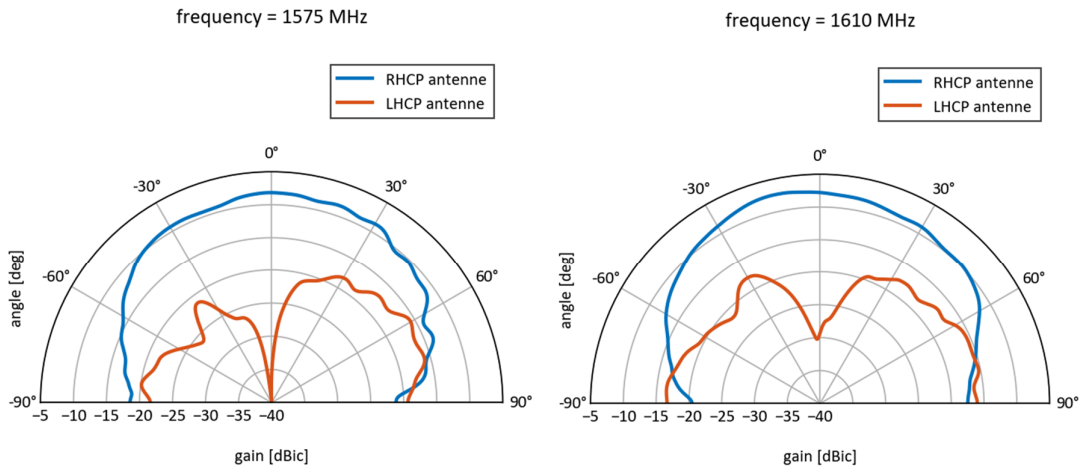 frequency = 1575 MHz
RHCP antenne
LHCP antenne
0°
-30°
30°
-60°
60°
angle [deg]
-90°
90°
−5 −10 −15 −20 −25 −30 −35 −40
gain [dBic]
frequency = 1610 MHz
RHCP antenne
LHCP antenne
0°
-30°
30°
-60°
60°
angle [deg]
-90°
90°
−5 −10 −15 −20 −25 −30 −35 −40
gain [dBic]